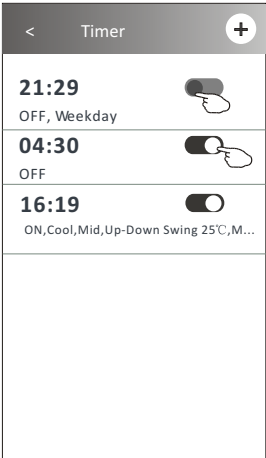 < Timer +
21:29
OFF, Weekday
04:30
OFF
16:19
ON,Cool,Mid,Up-Down Swing 25℃,M...